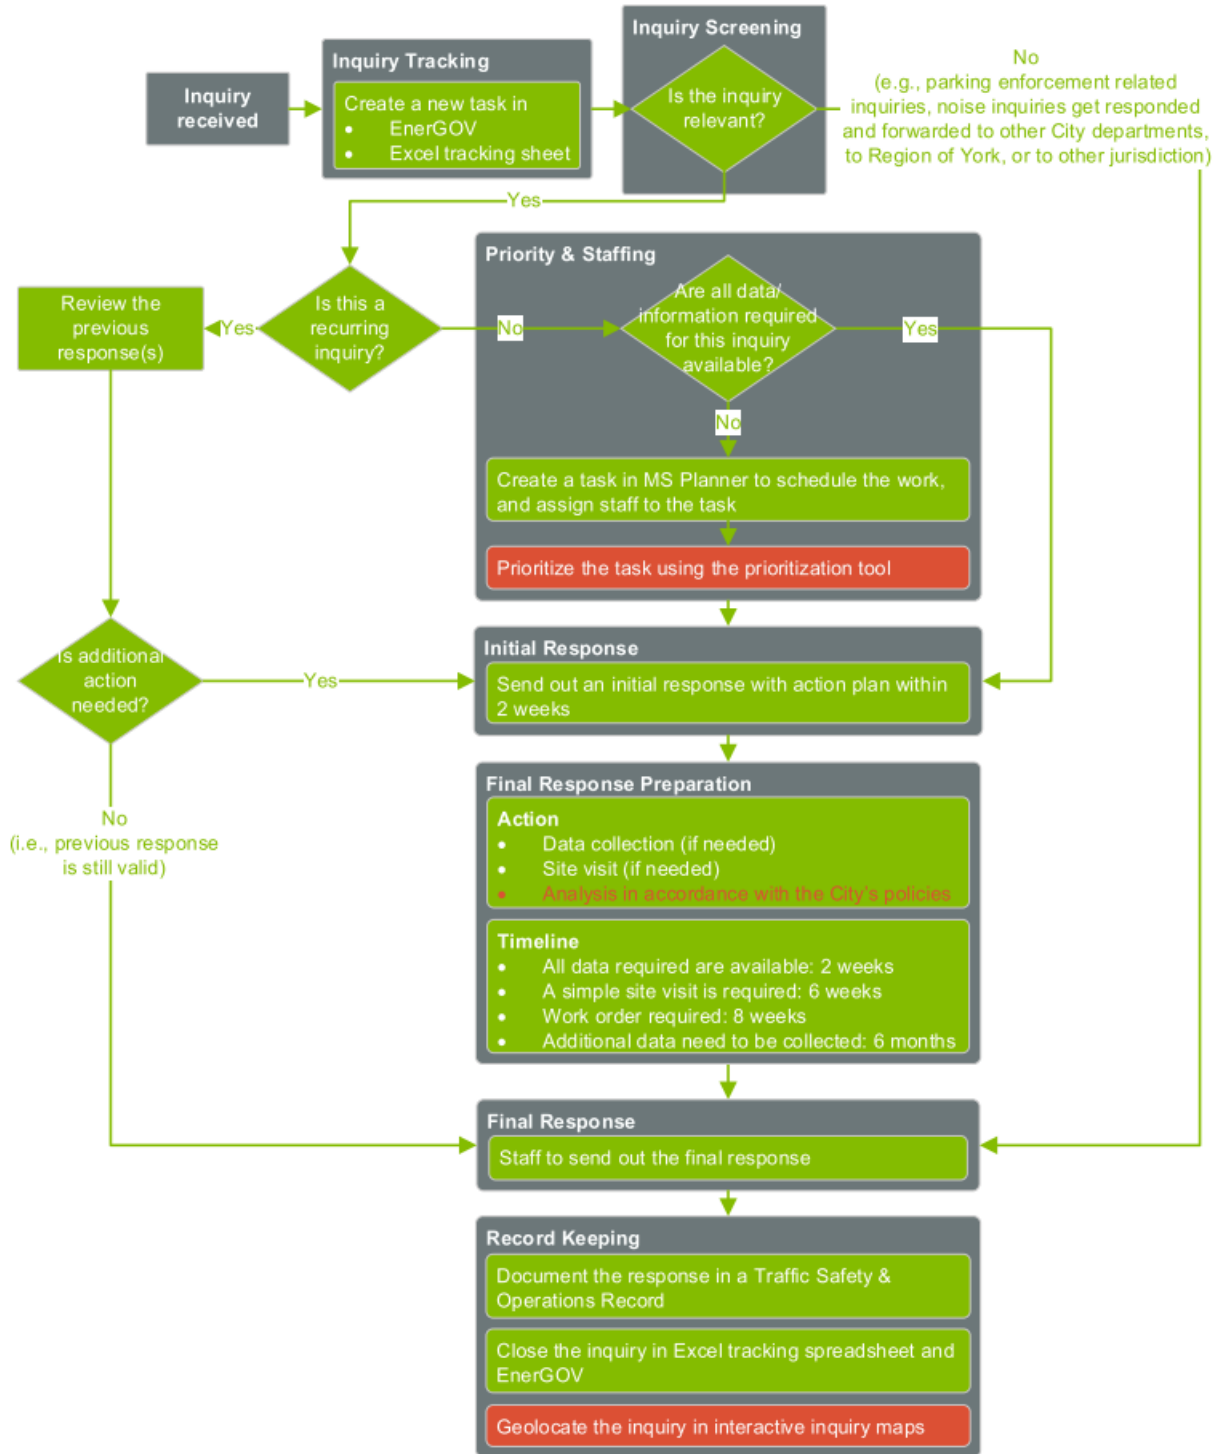 Inquiry
received
Inquiry Tracking
Create a new task in
• EnerGOV
• Excel tracking sheet
Inquiry Screening
Is the inquiry
relevant?
No
(e.g., parking enforcement related
inquiries, noise inquiries get responded
and forwarded to other City departments,
to Region of York, or to other jurisdiction)
Yes
Is this a
recurring
inquiry?
Yes
Review the
previous
response(s)
No
Priority & Staffing
Are all data/
information required
for this inquiry
available?
Yes
No
Create a task in MS Planner to schedule the work,
and assign staff to the task
Prioritize the task using the prioritization tool
Is additional
action
needed?
Yes
Initial Response
Send out an initial response with action plan within
2 weeks
No
(i.e., previous response
is still valid)
Final Response Preparation
Action
• Data collection (if needed)
• Site visit (if needed)
• Analysis in accordance with the City's policies
Timeline
• All data required are available: 2 weeks
• A simple site visit is required: 6 weeks
• Work order required: 8 weeks
• Additional data need to be collected: 6 months
Final Response
Staff to send out the final response
Record Keeping
Document the response in a Traffic Safety &
Operations Record
Close the inquiry in Excel tracking spreadsheet and
EnerGOV
Geolocate the inquiry in interactive inquiry maps